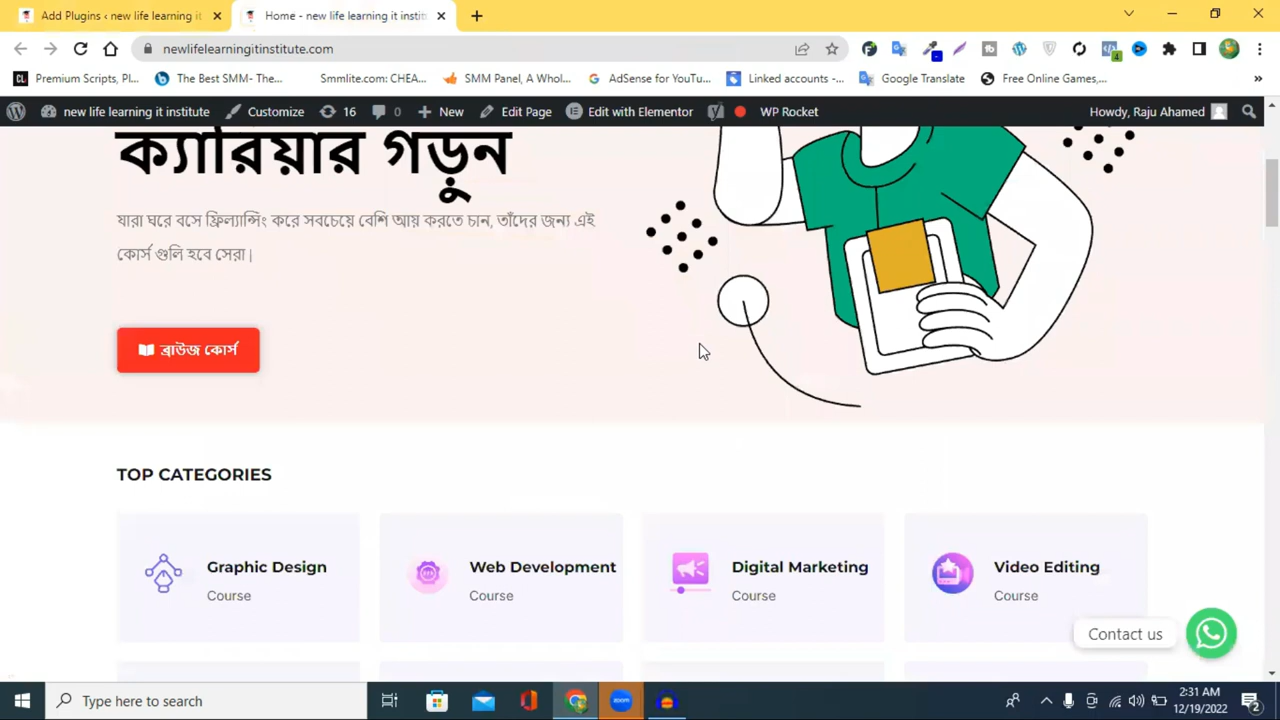 Add Plugins ‹ new life learning it
Home - new life learning it instit
newlifelearningitinstitute.com
4
Premium Scripts, Pl...
The Best SMM- The...
Smmlite.com: CHEA...
SMM Panel, A Whol...
AdSense for YouTu...
Linked accounts -...
Google Translate
Free Online Games,...
»
new life learning it institute
Customize
16
0
New
Edit Page
Edit with Elementor
WP Rocket
Howdy, Raju Ahamed
ক্যারিয়ার গড়ুন
যারা ঘরে বসে ফ্রিল্যান্সিং করে সবচেয়ে বেশি আয় করতে চান, তাঁদের জন্য এই
কোর্স গুলি হবে সেরা।
ব্রাউজ কোর্স
TOP CATEGORIES
Graphic Design
Course
Web Development
Course
Digital Marketing
Course
Video Editing
Course
Contact us
Type here to search
zoom
2:31 AM
12/19/2022
2